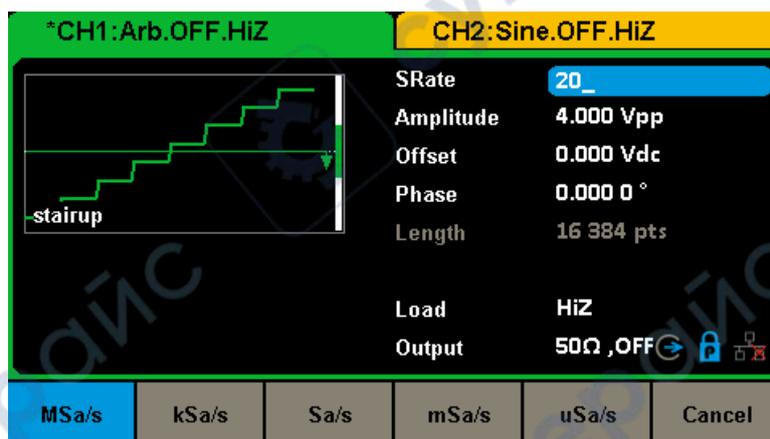 *CH1:Arb.OFF.HiZ
CH2:Sine.OFF.HiZ
stairup
SRate 20_
Amplitude 4.000 Vpp
Offset 0.000 Vdc
Phase 0.000 0 °
Length 16 384 pts
Load HiZ
Output 50Ω ,OFF
P
MSa/s kSa/s Sa/s mSa/s uSa/s Cancel